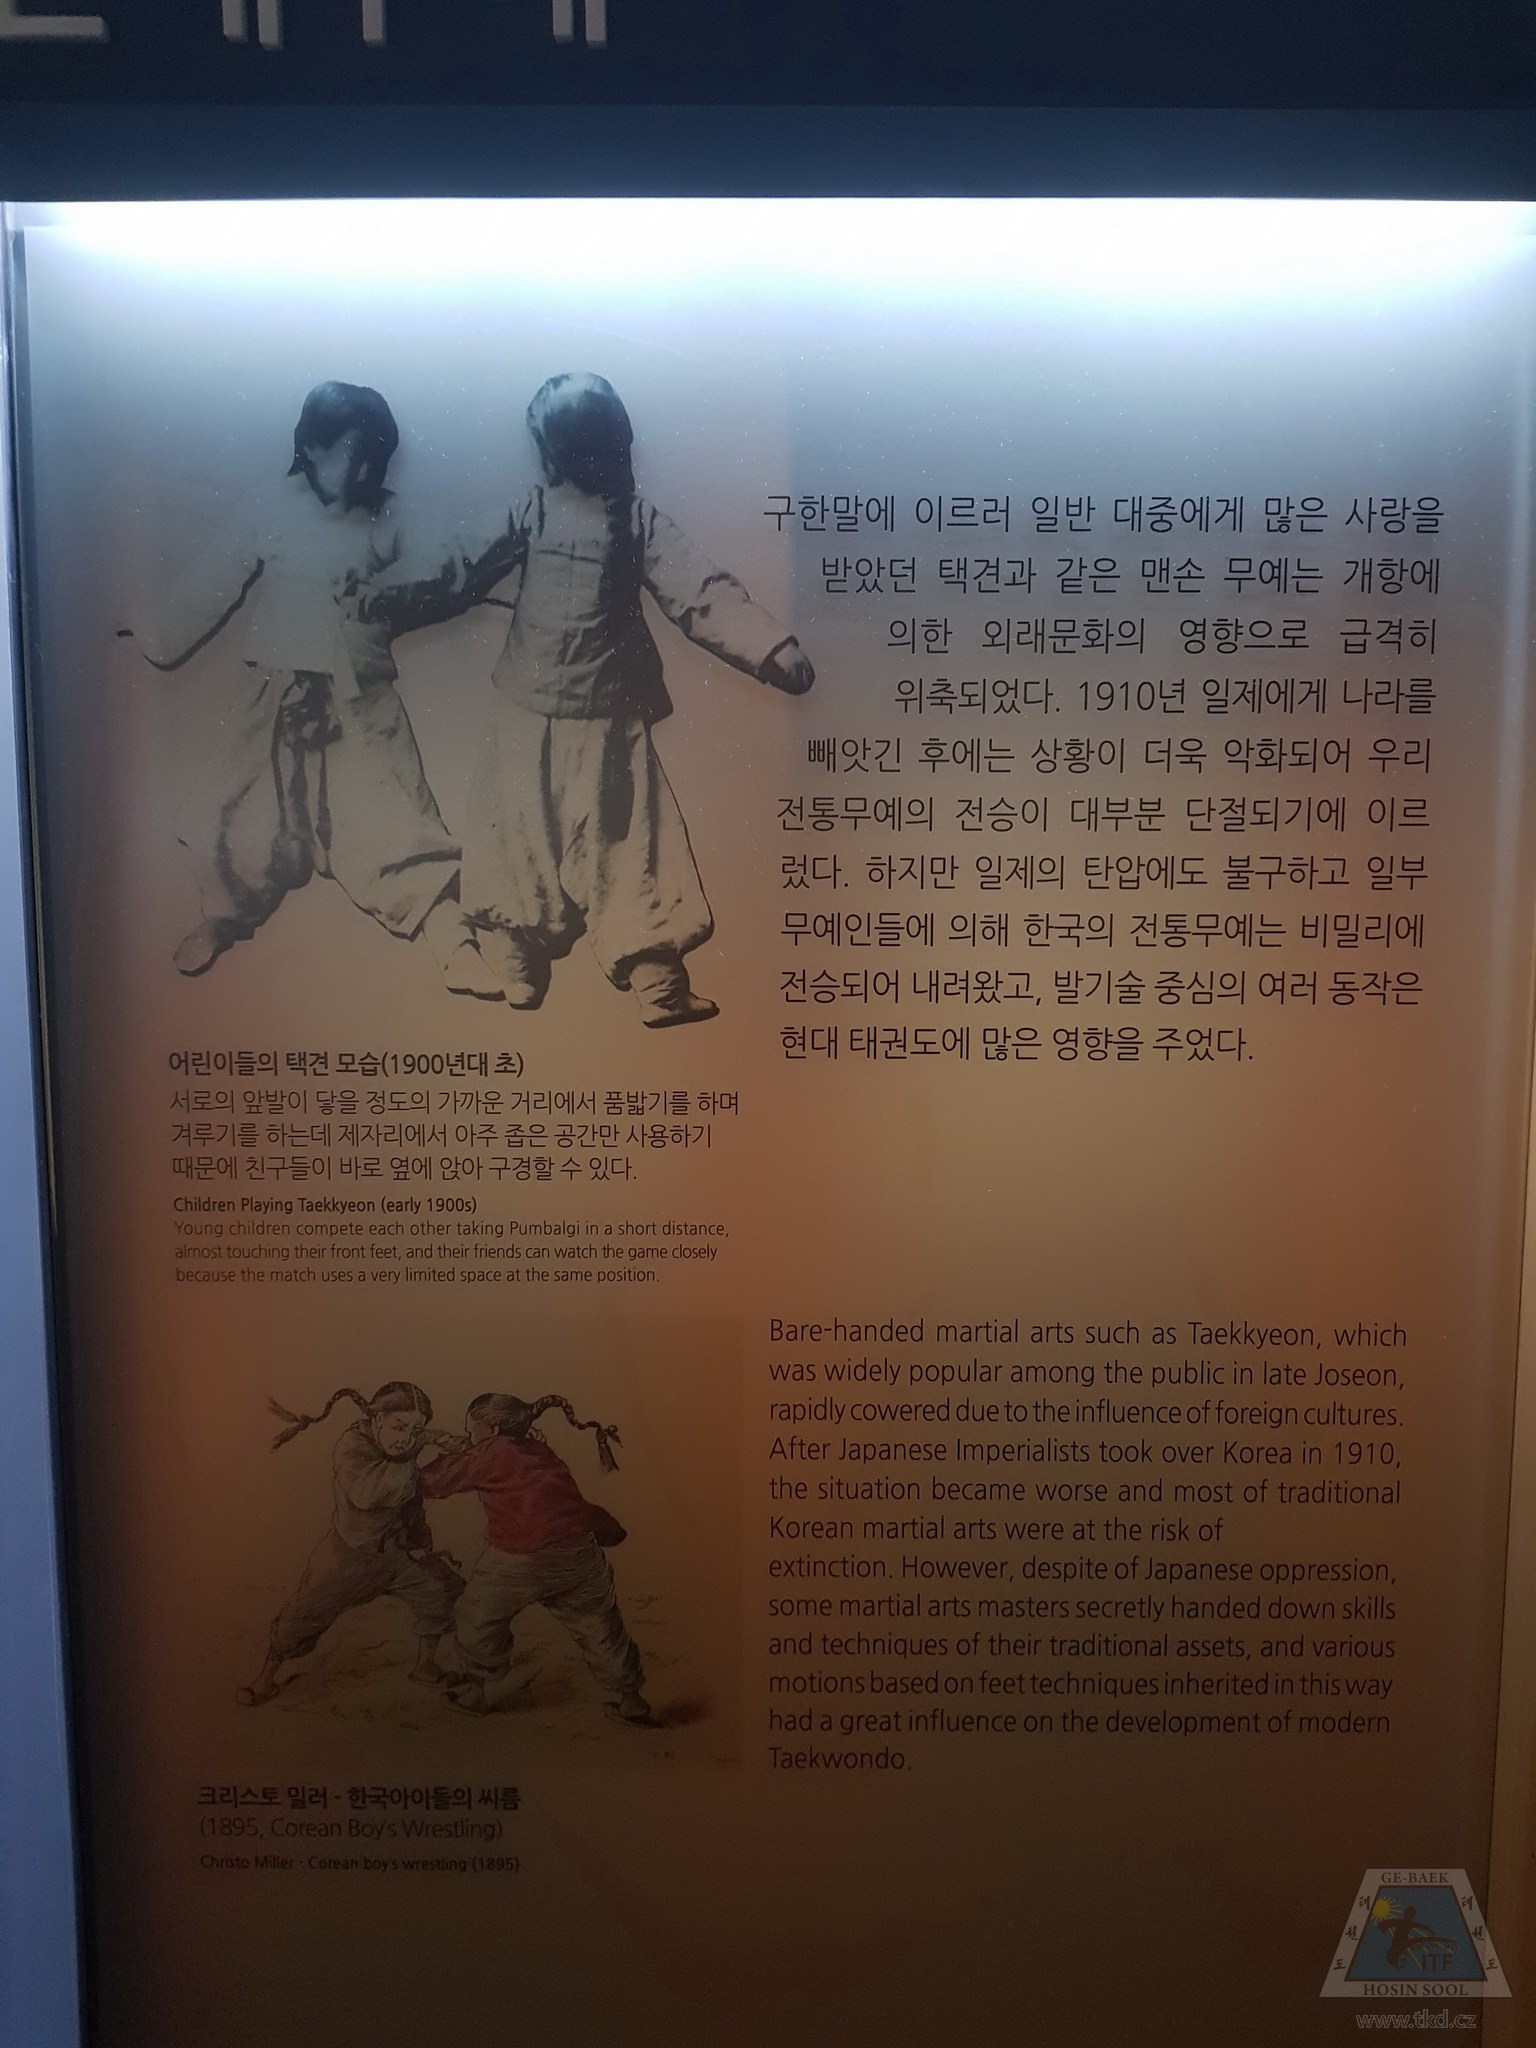 구한말에 이르러 일반 대중에게 많은 사랑을
받았던 택견과 같은 맨손 무예는 개항에
의한 외래문화의 영향으로 급격히
위축되었다. 1910년 일제에게 나라를
빼앗긴 후에는 상황이 더욱 악화되어 우리
전통무예의 전승이 대부분 단절되기에 이르
렀다. 하지만 일제의 탄압에도 불구하고 일부
무예인들에 의해 한국의 전통무예는 비밀리에
전승되어 내려왔고, 발기술 중심의 여러 동작은
현대 태권도에 많은 영향을 주었다.
어린이들의 택견 모습(1900년대 초)
서로의 앞발이 닿을 정도의 가까운 거리에서 품밟기를 하며
겨루기를 하는데 제자리에서 아주 좁은 공간만 사용하기
때문에 친구들이 바로 옆에 앉아 구경할 수 있다.
Children Playing Taekkyeon (early 1900s)
Young children compete each other taking Pumbalgi in a short distance,
almost touching their front feet, and their friends can watch the game closely
because the match uses a very limited space at the same position.
Bare-handed martial arts such as Taekkyeon, which
was widely popular among the public in late Joseon,
rapidly cowered due to the influence of foreign cultures.
After Japanese Imperialists took over Korea in 1910,
the situation became worse and most of traditional
Korean martial arts were at the risk of
extinction. However, despite of Japanese oppression,
some martial arts masters secretly handed down skills
and techniques of their traditional assets, and various
motions based on feet techniques inherited in this way
had a great influence on the development of modern
Taekwondo.
크리스토 밀러 - 한국아이들의 씨름
(1895, Corean Boy's Wrestling)
Christo Miller - Corean boy's wrestling (1895)
GE-BAEK
태권도
태권도
ITF
HOSIN SOOL
www.tkd.cz